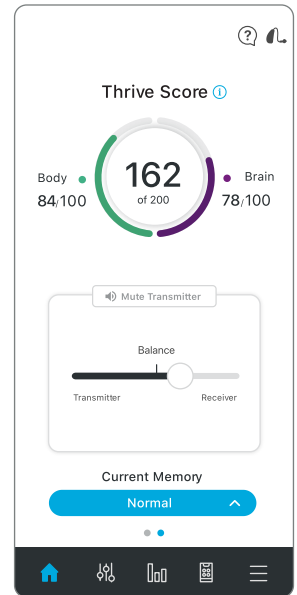 ?
Thrive Score i
Body
84/100
162
of 200
Brain
78/100
Mute Transmitter
Balance
Transmitter Receiver
Current Memory
Normal